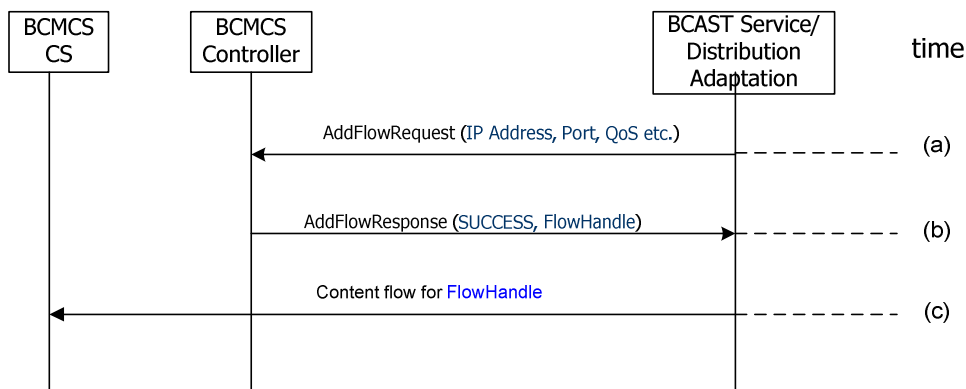 BCMCS
CS
BCMCS
Controller
BCAST Service/
Distribution
Adaptation
time
AddFlowRequest (IP Address, Port, QoS etc.)
(a)
AddFlowResponse (SUCCESS, FlowHandle)
(b)
Content flow for FlowHandle
(c)